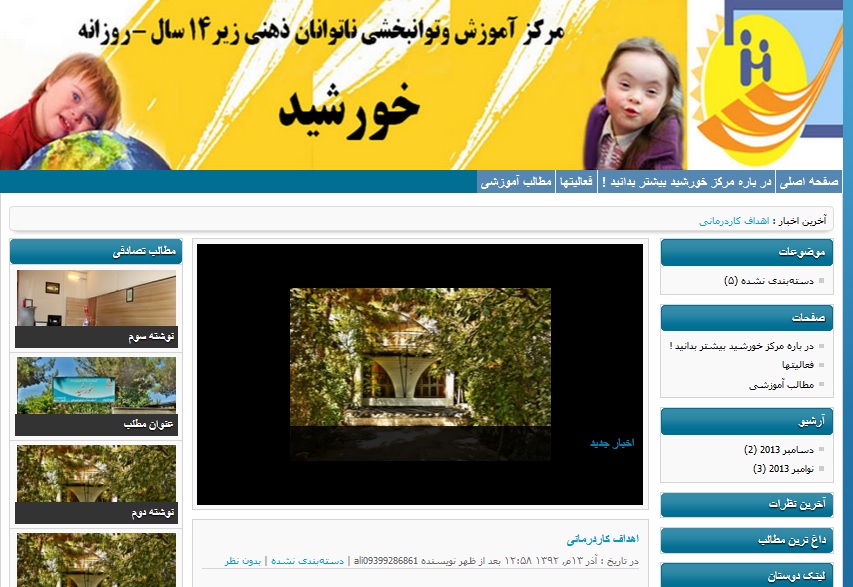 مرکز آموزش وتوانبخشی ناتوانان ذهنی زیر۱۴ سال -روزانه
خورشید
صفحه اصلی
در باره مرکز خورشید بیشتر بدانید !
فعالیتها
مطالب آموزشی
آخرین اخبار : اهداف کاردرمانی
موضوعات
دسته‌بندی نشده (۵)
صفحات
در باره مرکز خورشید بیشتر بدانید !
فعالیتها
مطالب آموزشی
آرشیو
دسامبر 2013 (2)
نوامبر 2013 (3)
آخرین نظرات
داغ ترین مطالب
لینک دوستان
اخبار جدید
اهداف کاردرمانی
در تاریخ : آذر ۱۳م, ۱۳۹۲ ۱۲:۵۸ بعد از ظهر نویسنده ali09399286861 | دسته‌بندی نشده | بدون نظر
مطالب تصادفی
نوشته سوم
خورشید
عنوان مطلب
نوشته دوم